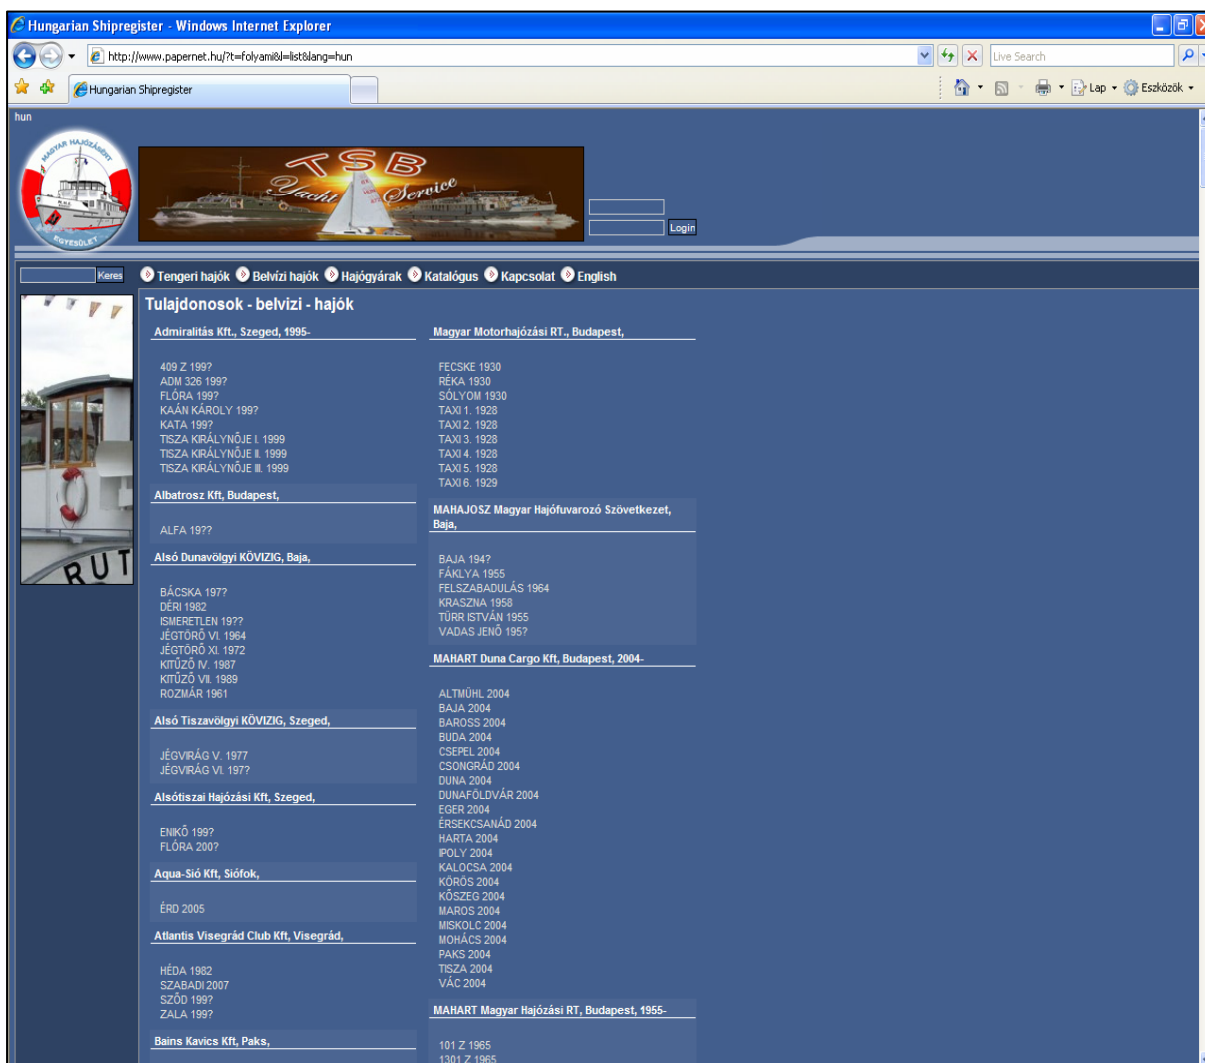 Hungarian Shipregister - Windows Internet Explorer
http://www.papernet.hu/?t=folyami&l=list&lang=hun
Live Search
Hungarian Shipregister
Lap
Eszközök
hun
MAGYAR HAJÓZÁSÉRT
EGYESÜLET
TSB
Yacht Service
Login
Keres
Tengeri hajók Belvízi hajók Hajógyárak Katalógus Kapcsolat English
Tulajdonosok - belvizi - hajók
Admiralitás Kft., Szeged, 1995-
409 Z 199?
ADM 326 199?
FLÓRA 199?
KAÁN KÁROLY 199?
KATA 199?
TISZA KIRÁLYNŐJE I. 1999
TISZA KIRÁLYNŐJE II. 1999
TISZA KIRÁLYNŐJE III. 1999
Albatrosz Kft, Budapest,
ALFA 19??
Alsó Dunavölgyi KÖVIZIG, Baja,
BÁCSKA 197?
DÉRI 1982
ISMERETLEN 19??
JÉGTÖRŐ VI. 1964
JÉGTÖRŐ XI. 1972
KITŰZŐ IV. 1987
KITŰZŐ VII. 1989
ROZMÁR 1961
Alsó Tiszavölgyi KÖVIZIG, Szeged,
JÉGVIRÁG V. 1977
JÉGVIRÁG VI. 197?
Alsótiszai Hajózási Kft, Szeged,
ENIKŐ 199?
FLÓRA 200?
Aqua-Sió Kft, Siófok,
ÉRD 2005
Atlantis Visegrád Club Kft, Visegrád,
HÉDA 1982
SZABADI 2007
SZŐD 199?
ZALA 199?
Bains Kavics Kft, Paks,
Magyar Motorhajózási RT., Budapest,
FECSKE 1930
RÉKA 1930
SÓLYOM 1930
TAXI 1. 1928
TAXI 2. 1928
TAXI 3. 1928
TAXI 4. 1928
TAXI 5. 1928
TAXI 6. 1929
MAHAJOSZ Magyar Hajófuvarozó Szövetkezet,
Baja,
BAJA 194?
FÁKLYA 1955
FELSZABADULÁS 1964
KRASZNA 1958
TÜRR ISTVÁN 1955
VADAS JENŐ 195?
MAHART Duna Cargo Kft, Budapest, 2004-
ALTMÜHL 2004
BAJA 2004
BAROSS 2004
BUDA 2004
CSEPEL 2004
CSONGRÁD 2004
DUNA 2004
DUNAFÖLDVÁR 2004
EGER 2004
ÉRSEKCSANÁD 2004
HARTA 2004
IPOLY 2004
KALOCSA 2004
KÖRÖS 2004
KŐSZEG 2004
MAROS 2004
MISKOLC 2004
MOHÁCS 2004
PAKS 2004
TISZA 2004
VÁC 2004
MAHART Magyar Hajózási RT, Budapest, 1955-
101 Z 1965
1301 Z 1965
RUT